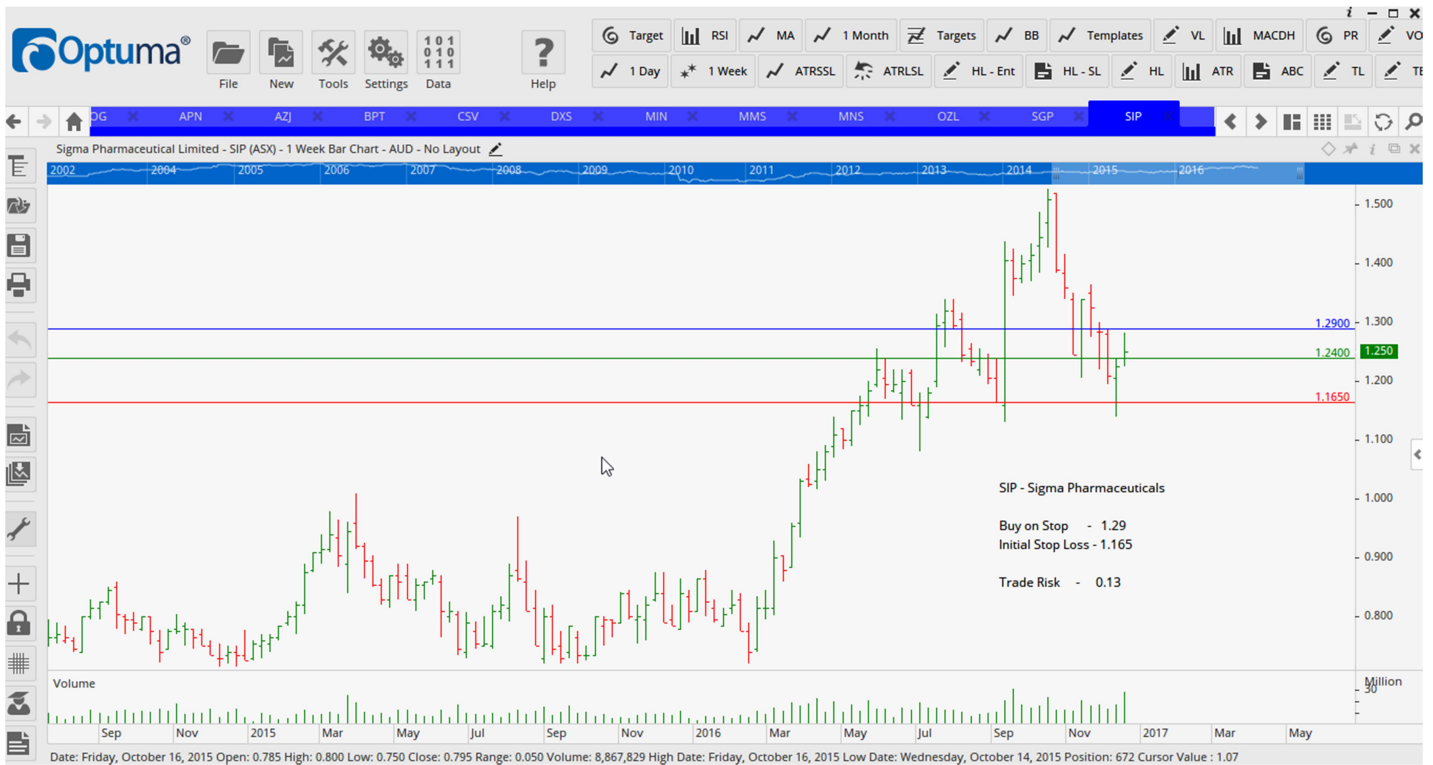 Optuma®
File
New
Tools
Settings
Data
Help
Target
RSI
MA
1 Month
Targets
BB
Templates
VL
MACDH
PR
VO
1 Day
1 Week
ATRSSL
ATRLSL
HL - Ent
HL - SL
HL
ATR
ABC
TL
OG
APN
AZJ
BPT
CSV
DXS
MIN
MMS
MNS
OZL
SGP
SIP
Sigma Pharmaceutical Limited - SIP (ASX) - 1 Week Bar Chart - AUD - No Layout
2002 2004 2005 2006 2007 2008 2009 2010 2011 2012 2013 2014 2015 2016
1.500
1.400
1.300
1.2900
1.2400
1.250
1.200
1.1650
1.100
1.000
0.900
0.800
SIP - Sigma Pharmaceuticals
Buy on Stop - 1.29
Initial Stop Loss - 1.165
Trade Risk - 0.13
Volume
Million
30
Sep Nov 2015 Mar May Jul Sep Nov 2016 Mar May Jul Sep Nov 2017 Mar May
Date: Friday, October 16, 2015 Open: 0.785 High: 0.800 Low: 0.750 Close: 0.795 Range: 0.050 Volume: 8,867,829 High Date: Friday, October 16, 2015 Low Date: Wednesday, October 14, 2015 Position: 672 Cursor Value : 1.07